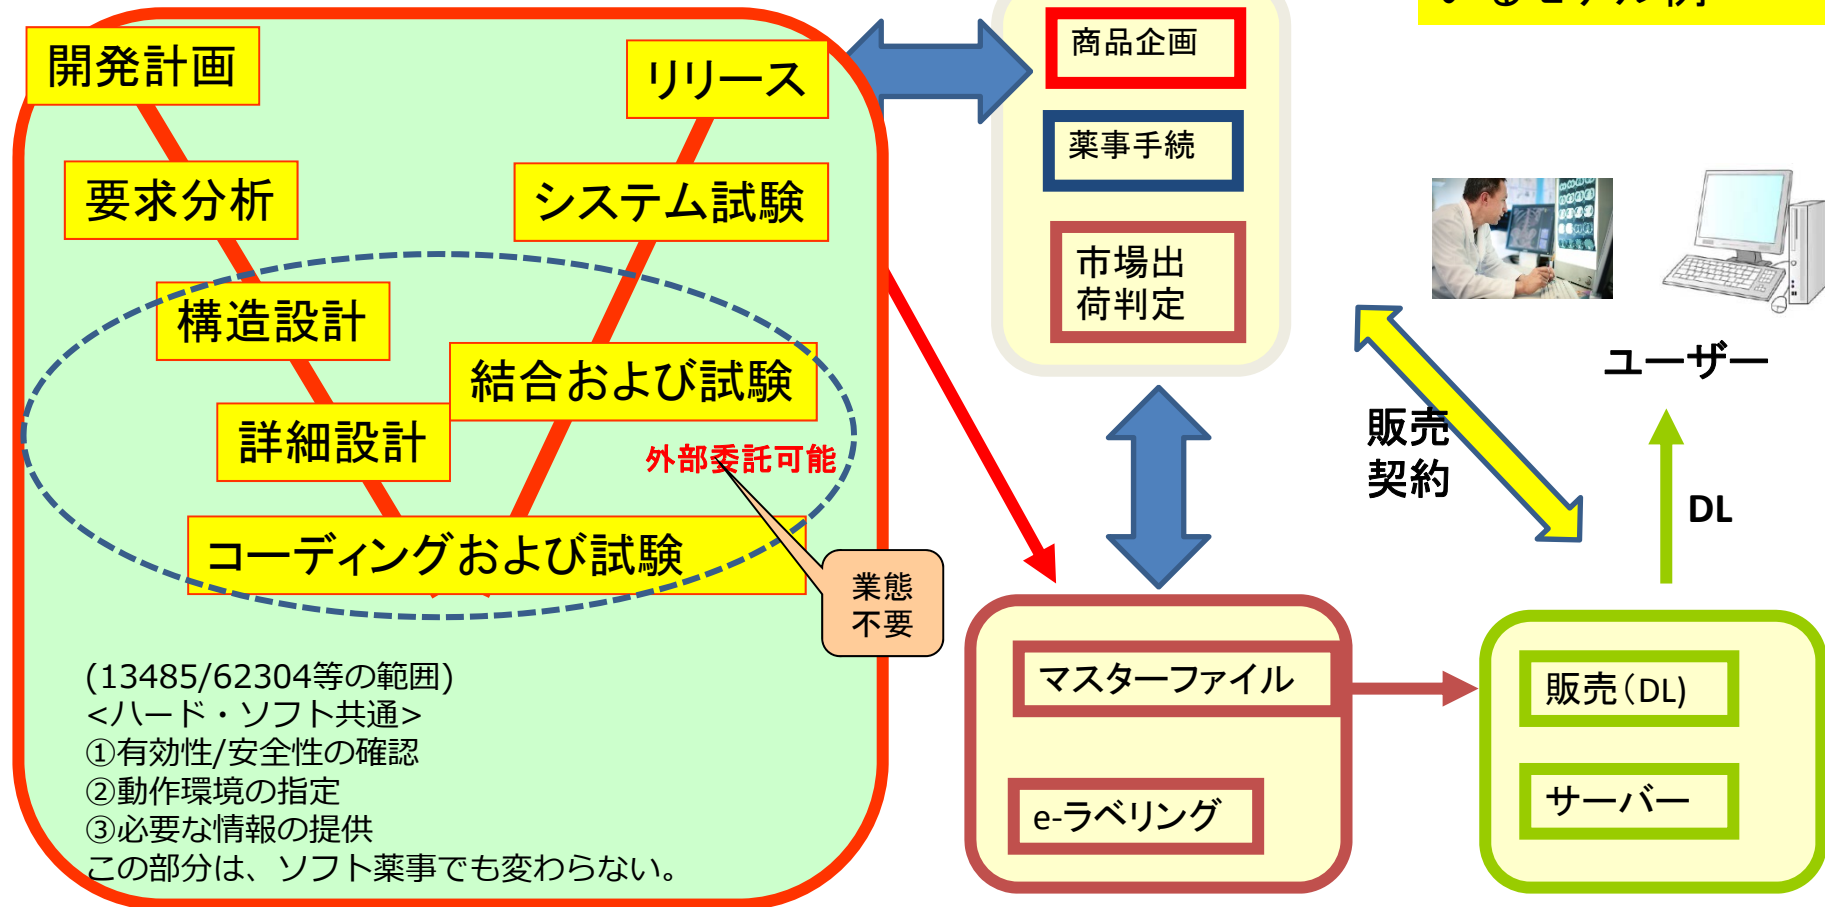 開発計画
リリース
要求分析
システム試験
構造設計
結合および試験
詳細設計
外部委託可能
コーディングおよび試験
業態
不要
(13485/62304等の範囲)
<ハード・ソフト共通>
①有効性/安全性の確認
②動作環境の指定
③必要な情報の提供
この部分は、ソフト薬事でも変わらない。
商品企画
薬事手続
市場出
荷判定
マスターファイル
e-ラベリング
販売
契約
ユーザー
DL
販売(DL)
サーバー